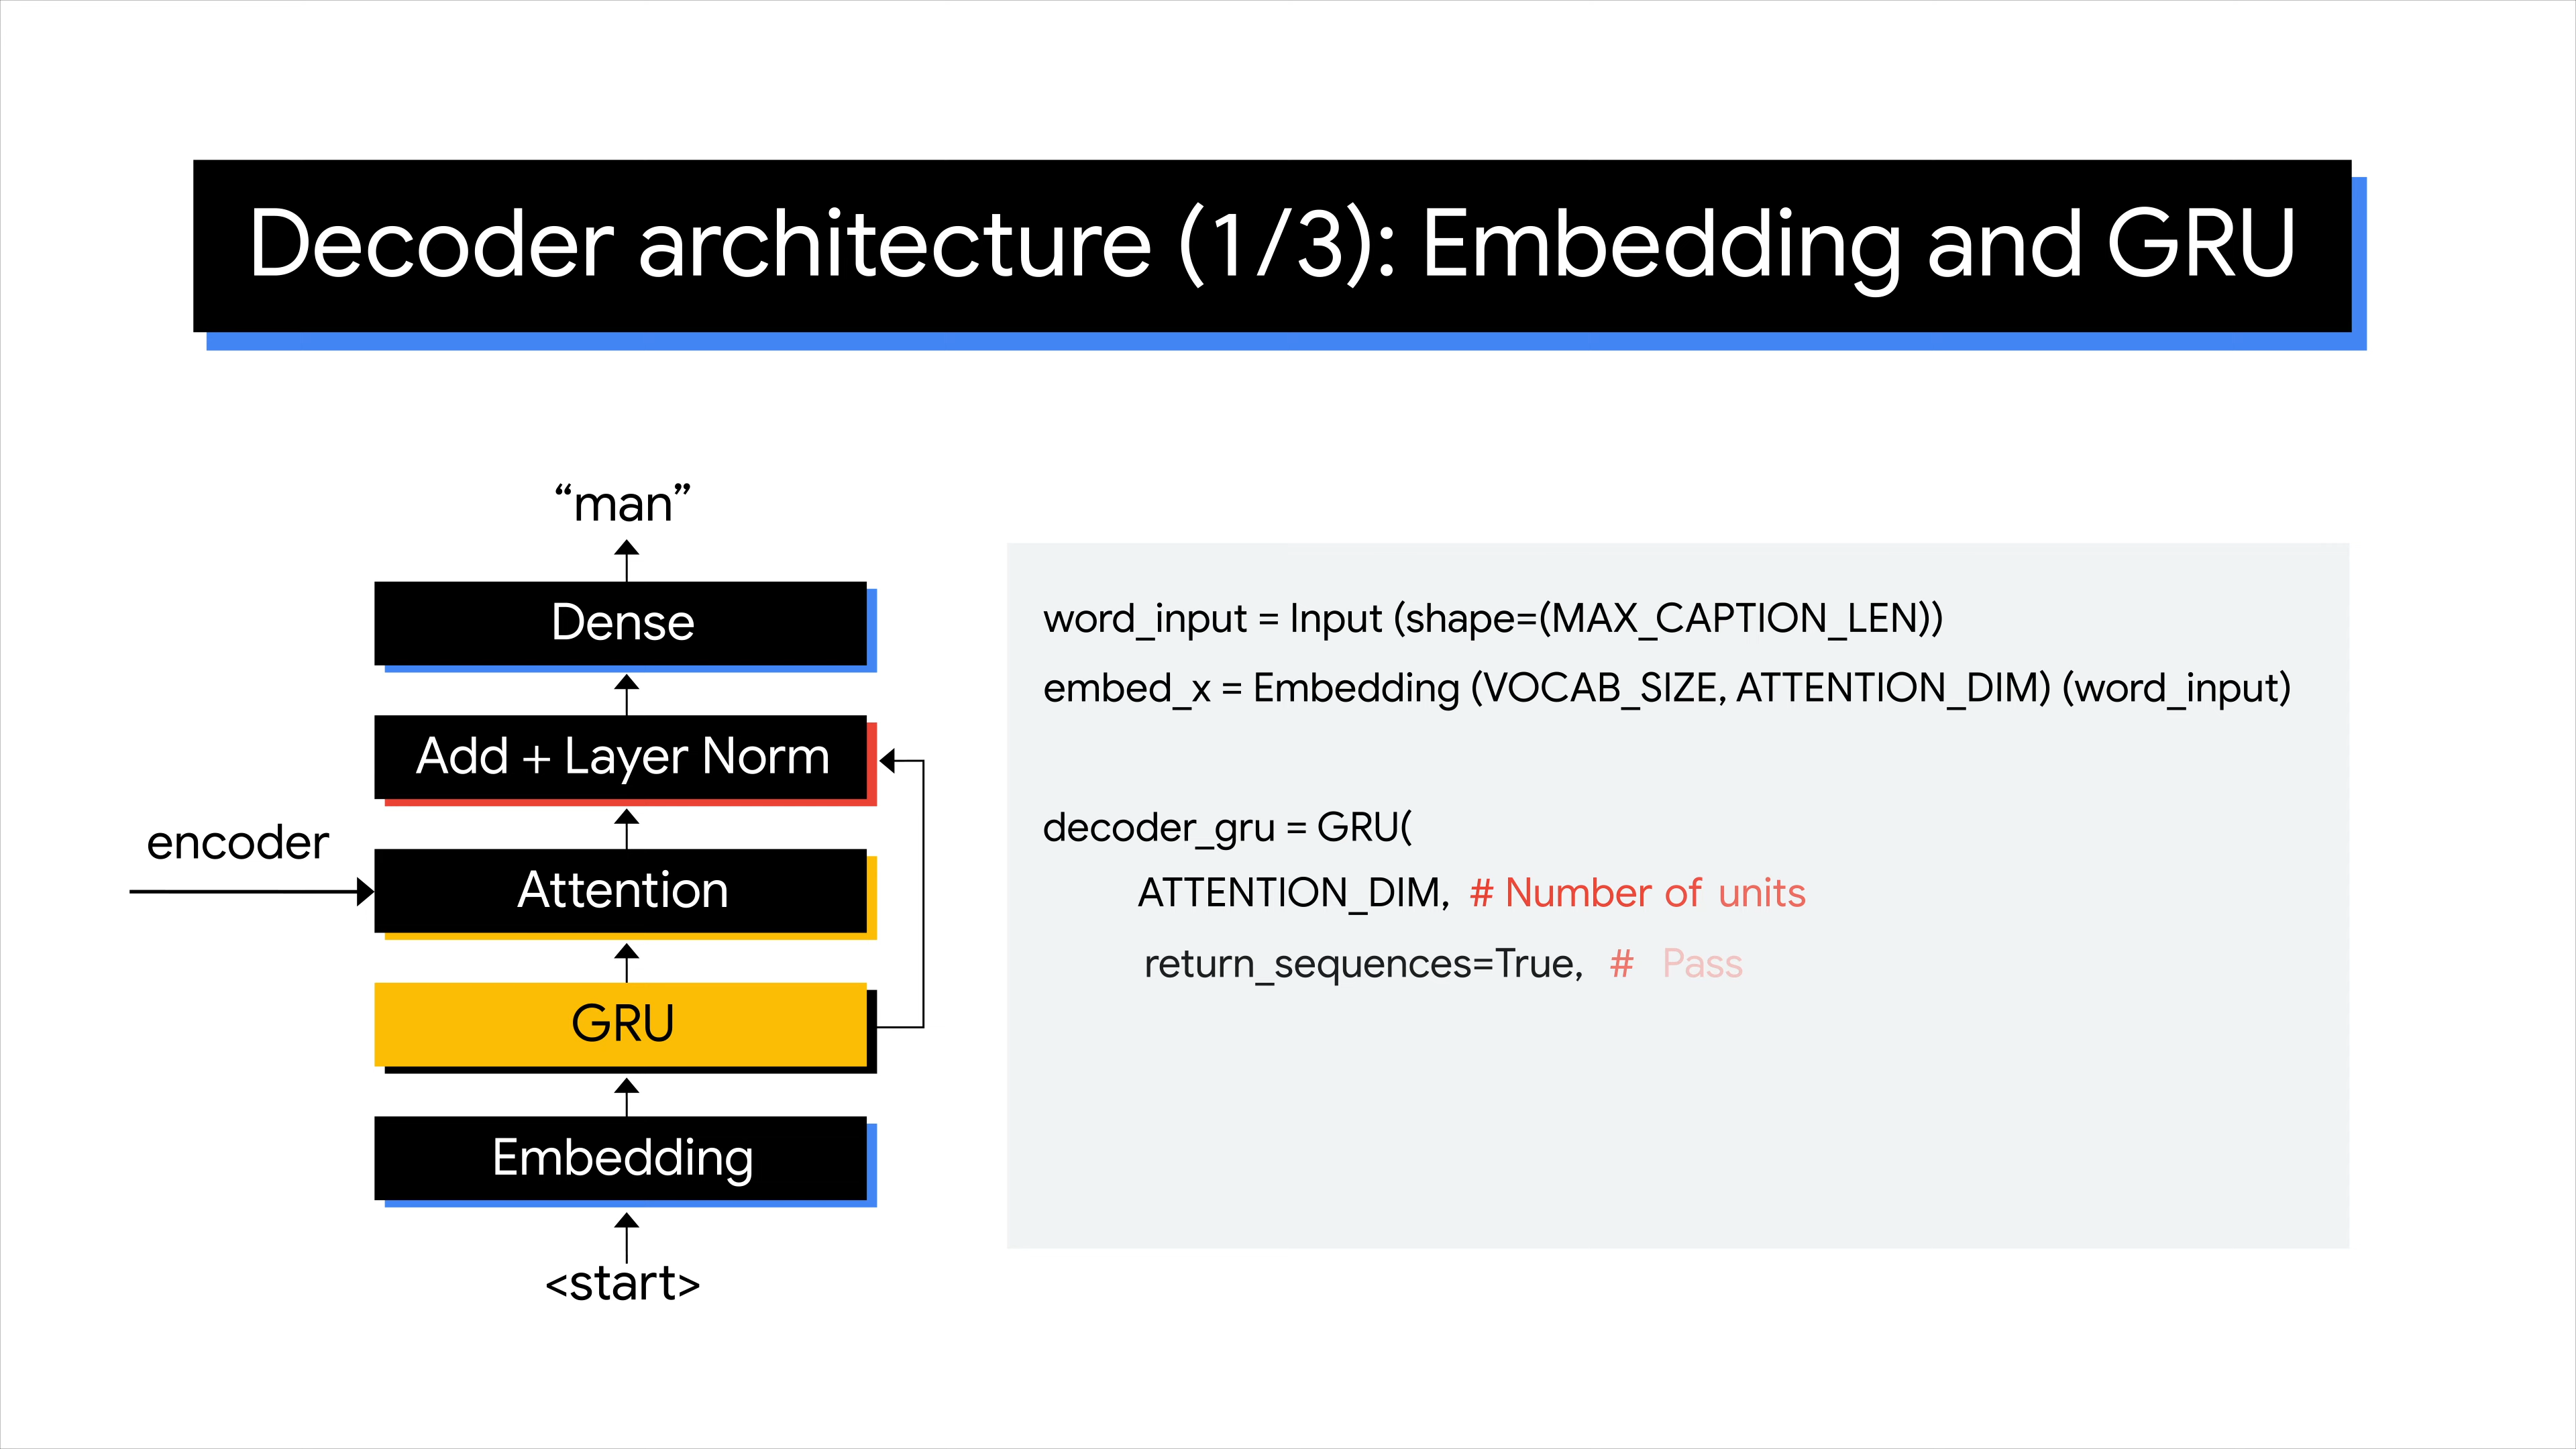 Decoder architecture (1/3): Embedding and GRU
“man”
Dense
Add + Layer Norm
encoder
Attention
GRU
Embedding
<start>
word_input = Input (shape=(MAX_CAPTION_LEN))
embed_x = Embedding (VOCAB_SIZE, ATTENTION_DIM) (word_input)
decoder_gru = GRU(
ATTENTION_DIM, # Number of units
return_sequences=True, # Pass